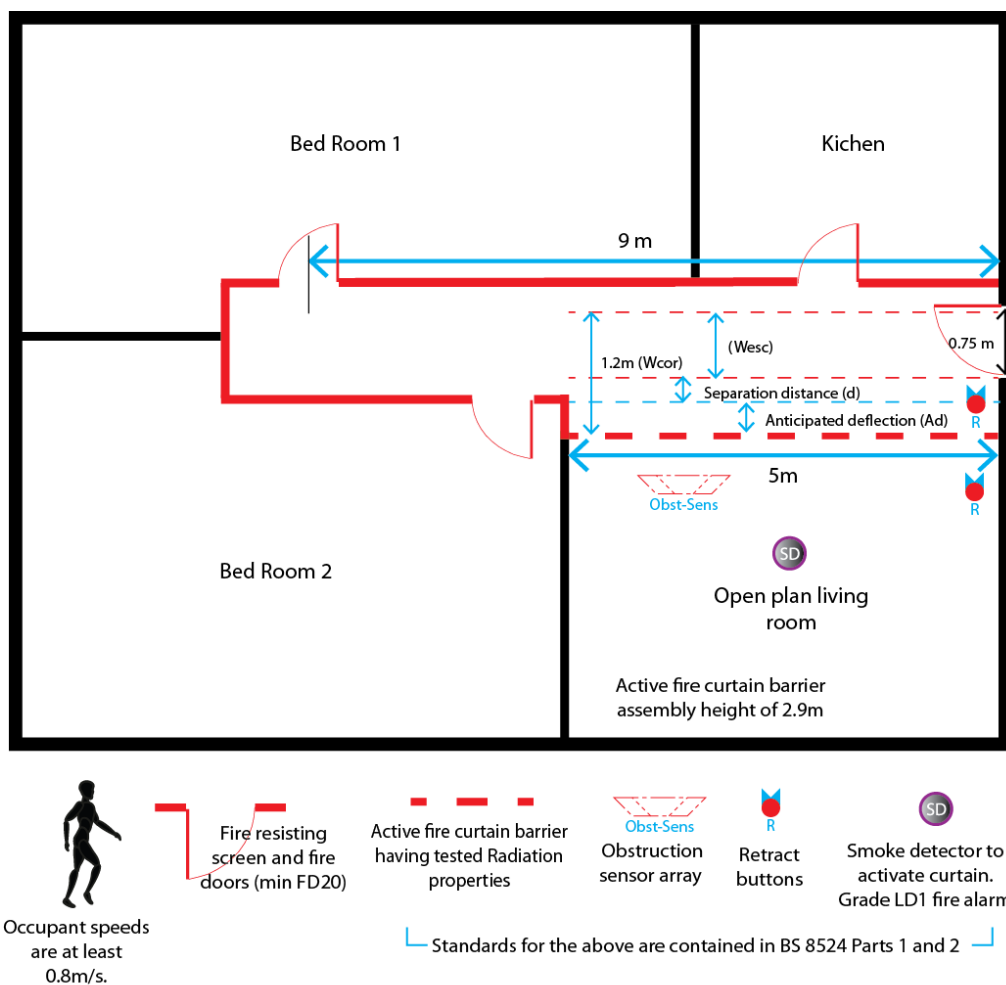 Bed Room 1
Kichen
9 m
1.2m (Wcor)
(Wesc)
0.75 m
Separation distance (d)
Anticipated deflection (Ad)
R
5m
Obst-Sens
R
SD
Bed Room 2
Open plan living
room
Active fire curtain barrier
assembly height of 2.9m
Occupant speeds
are at least
0.8m/s.
Fire resisting
screen and fire
doors (min FD20)
Active fire curtain barrier
having tested Radiation
properties
Obst-Sens
Obstruction
sensor array
R
Retract
buttons
SD
Smoke detector to
activate curtain.
Grade LD1 fire alarm
Standards for the above are contained in BS 8524 Parts 1 and 2